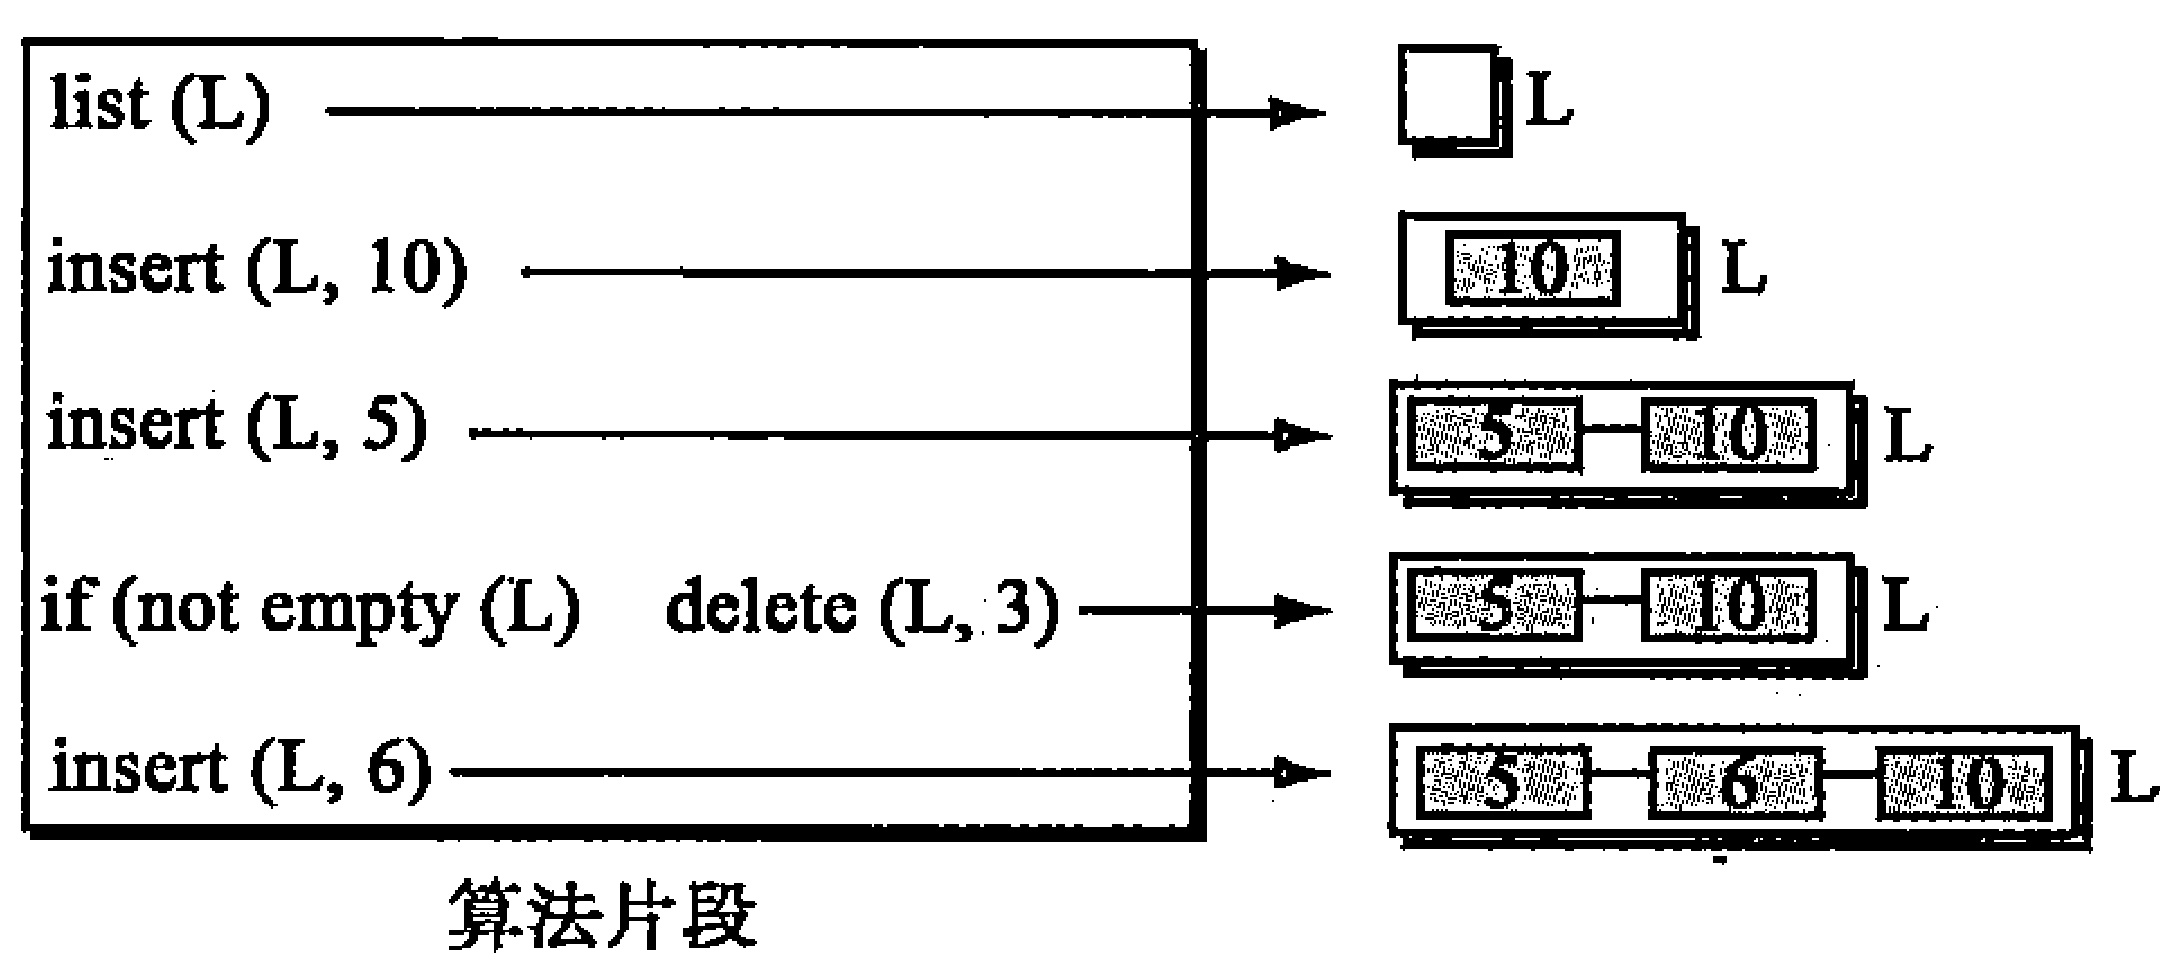 list (L) L
insert (L, 10) 10 L
insert (L, 5) 5 10 L
if (not empty (L) delete (L, 3) 5 10 L
insert (L, 6) 5 6 10 L
算法片段